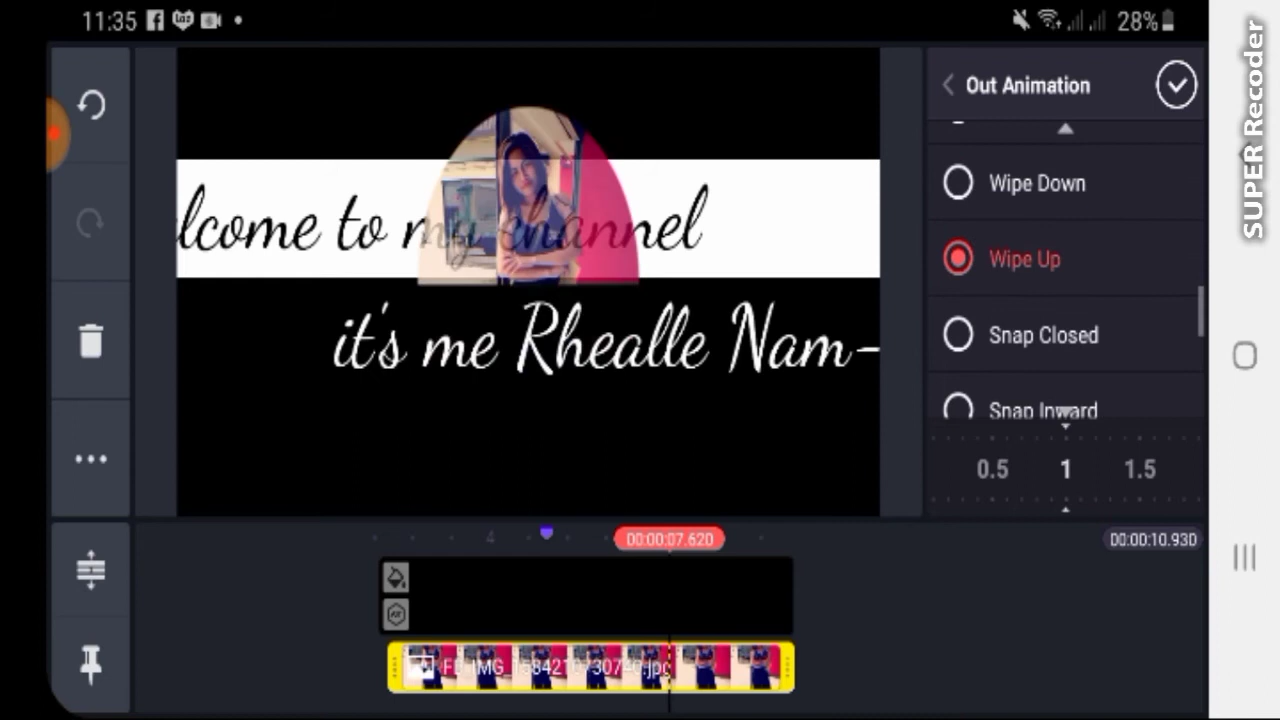 11:35
28%
Out Animation
Wipe Down
lcome to my channel
Wipe Up
it's me Rhealle Nam-
Snap Closed
Snap Inward
0.5 1 1.5
4
00:00:07.620
00:00:10.930
SUPER Recoder